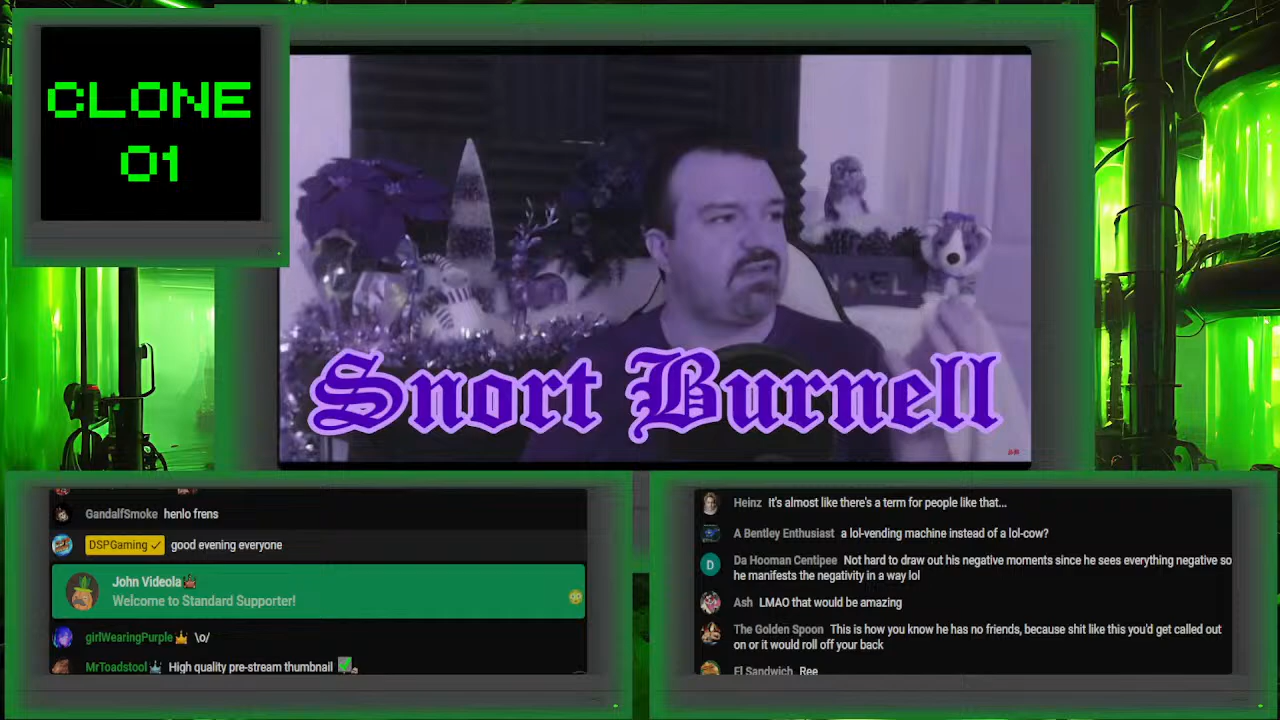 CLONE
01
NOEL
Snort Burnell
GandalfSmoke henlo frens
DSPGaming good evening everyone
John Videola
Welcome to Standard Supporter!
girlWearingPurple \o/
MrToadstool High quality pre-stream thumbnail
Heinz It's almost like there's a term for people like that...
A Bentley Enthusiast a lol-vending machine instead of a lol-cow?
D Da Hooman Centipee Not hard to draw out his negative moments since he sees everything negative so
he manifests the negativity in a way lol
Ash LMAO that would be amazing
The Golden Spoon This is how you know he has no friends, because shit like this you'd get called out
on or it would roll off your back
El Sandwich Ree